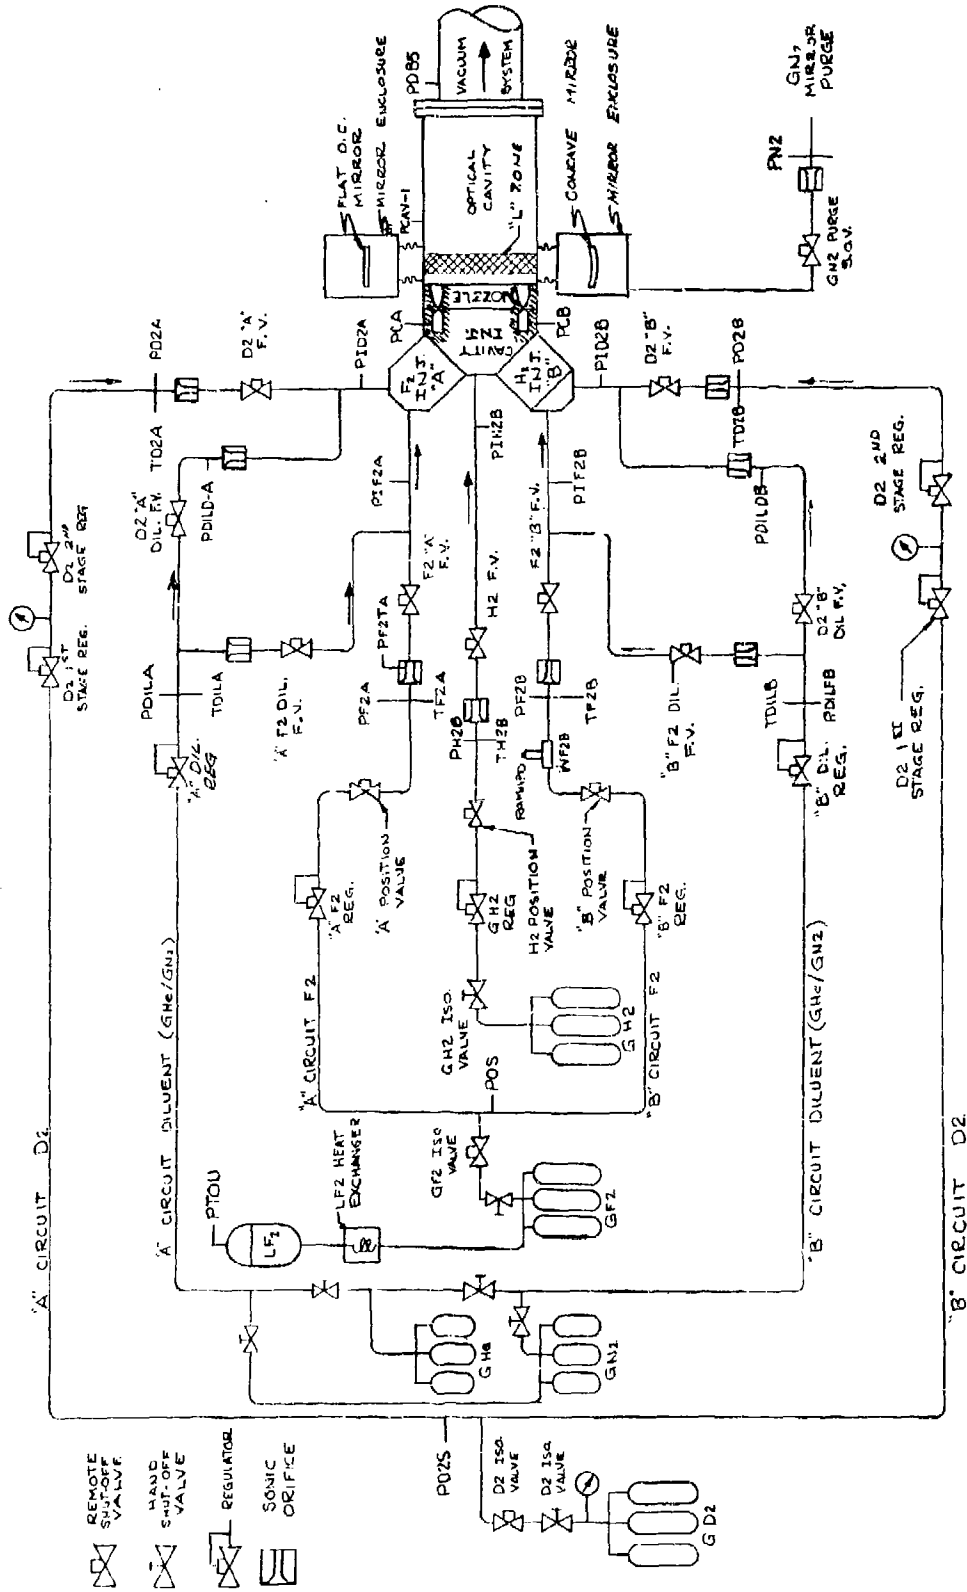 REMOTE
SHUT-OFF
VALVE
HAND
SHUT-OFF
VALVE
REGULATOR
SONIC
ORIFICE
"A" CIRCUIT D2
D2 1ST
STAGE REG.
D2 2ND
STAGE REG
TD2A
PD2A
D2 "A"
F.V.
PID2A
"A" CIRCUIT DILUENT (GHe/GN2)
"A" DIL.
REG
PDILA
TDILA
D2 "A"
DIL. F.V.
PDILD-A
"A" F2 DIL.
F.V.
PTOU
LF2
LF2 HEAT
EXCHANGER
"A" CIRCUIT F2
"A" F2
REG.
"A" POSITION
VALVE
PF2A
TF2A
PF2TA
F2 "A"
F.V.
PIF2A
F2
INJ.
"A"
PCA
FLAT O.C.
MIRROR
MIRROR ENCLOSURE
PCAV-1
PDBS
VACUUM
SYSTEM
OPTICAL
CAVITY
"L" ZONE
NOZZLE
CAVITY
INJ.
GF2 ISO
VALVE
POS
GH2 ISO.
VALVE
GH2
REG
H2 POSITION
VALVE
PH2B
TH2B
H2 F.V.
PIH2B
GHe
GN2
GF2
GH2
"B" CIRCUIT F2
"B" F2
REG.
"B" POSITION
VALVE
RAMAPO
WF2B
PF2B
TF2B
F2 "B" F.V.
PIF2B
H2
INJ.
"B"
PCB
CONCAVE MIRROR
MIRROR ENCLOSURE
"B" F2 DIL.
F.V.
"B" CIRCUIT DILUENT (GHe/GN2)
"B" DIL.
REG.
TDILB
PDILFB
D2 "B"
DIL F.V.
PDILDB
TD2B
PD2B
D2 "B"
F.V.
PID2B
GN2 PURGE
S.O.V.
PN2
GN2
MIRROR
PURGE
PD2S
D2 ISO.
VALVE
D2 ISO.
VALVE
G D2
"B" CIRCUIT D2
D2 1ST
STAGE REG.
D2 2ND
STAGE REG.